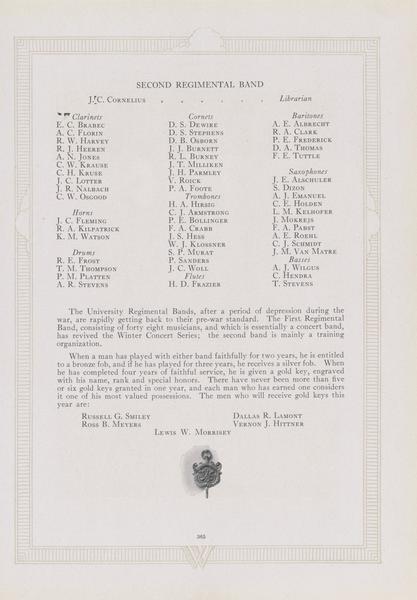 SECOND REGIMENTAL BAND
J. C. CORNELIUS . . . . . . Librarian
Clarinets
E. C. BRABEC
A. C. FLORIN
R. W. HARVEY
R. J. HEEREN
A. N. JONES
C. W. KRAUSE
C. H. KRUSE
J. C. LOTTER
J. R. NALBACH
C. W. OSGOOD
Horns
J. C. FLEMING
R. A. KILPATRICK
K. M. WATSON
Drums
R. E. FROST
T. M. THOMPSON
P. M. PLATTEN
A. R. STEVENS
Cornets
D. S. DEWIRE
D. S. STEPHENS
D. B. OSBORN
J. J. BURNETT
R. L. BURNEY
J. T. MILLIKEN
J. H. PARMLEY
V. ROICK
P. A. FOOTE
Trombones
H. A. HIRSIG
C. J. ARMSTRONG
P. E. BOLLINGER
F. A. CRABB
J. S. HESS
W. J. KLOSSNER
S. P. MURAT
P. SANDERS
J. C. WOLL
Flutes
H. D. FRAZIER
Baritones
A. E. ALBRECHT
R. A. CLARK
P. E. FREDERICK
D. A. THOMAS
F. E. TUTTLE
Saxophones
J. E. ALSCHULER
S. DIZON
A. J. EMANUEL
C. E. HOLDEN
L. M. KELHOFER
J. MOKREJS
F. A. PABST
A. E. ROEHL
C. J. SCHMIDT
J. M. VAN MATRE
Basses
A. J. WILGUS
C. HENDRA
T. STEVENS
The University Regimental Bands, after a period of depression during the
war, are rapidly getting back to their pre-war standard. The First Regimental
Band, consisting of forty eight musicians, and which is essentially a concert band,
has revived the Winter Concert Series; the second band is mainly a training
organization.
When a man has played with either band faithfully for two years, he is entitled
to a bronze fob, and if he has played for three years, he receives a silver fob. When
he has completed four years of faithful service, he is given a gold key, engraved
with his name, rank and special honors. There have never been more than five
or six gold keys granted in one year, and each man who has earned one considers
it one of his most valued possessions. The men who will receive gold keys this
year are:
RUSSELL G. SMILEY DALLAS R. LAMONT
ROSS B. MEYERS VERNON J. HITTNER
LEWIS W. MORRISEY
365
W